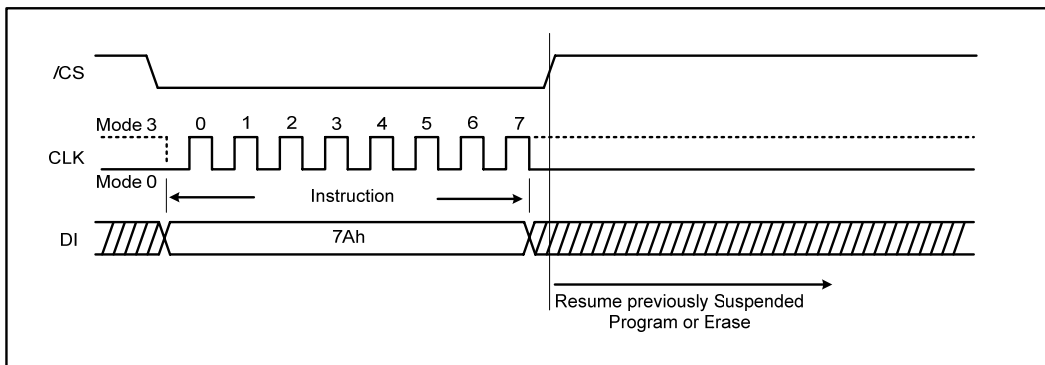 /CS
Mode 3
0 1 2 3 4 5 6 7
CLK
Mode 0
Instruction
DI
7Ah
Resume previously Suspended
Program or Erase